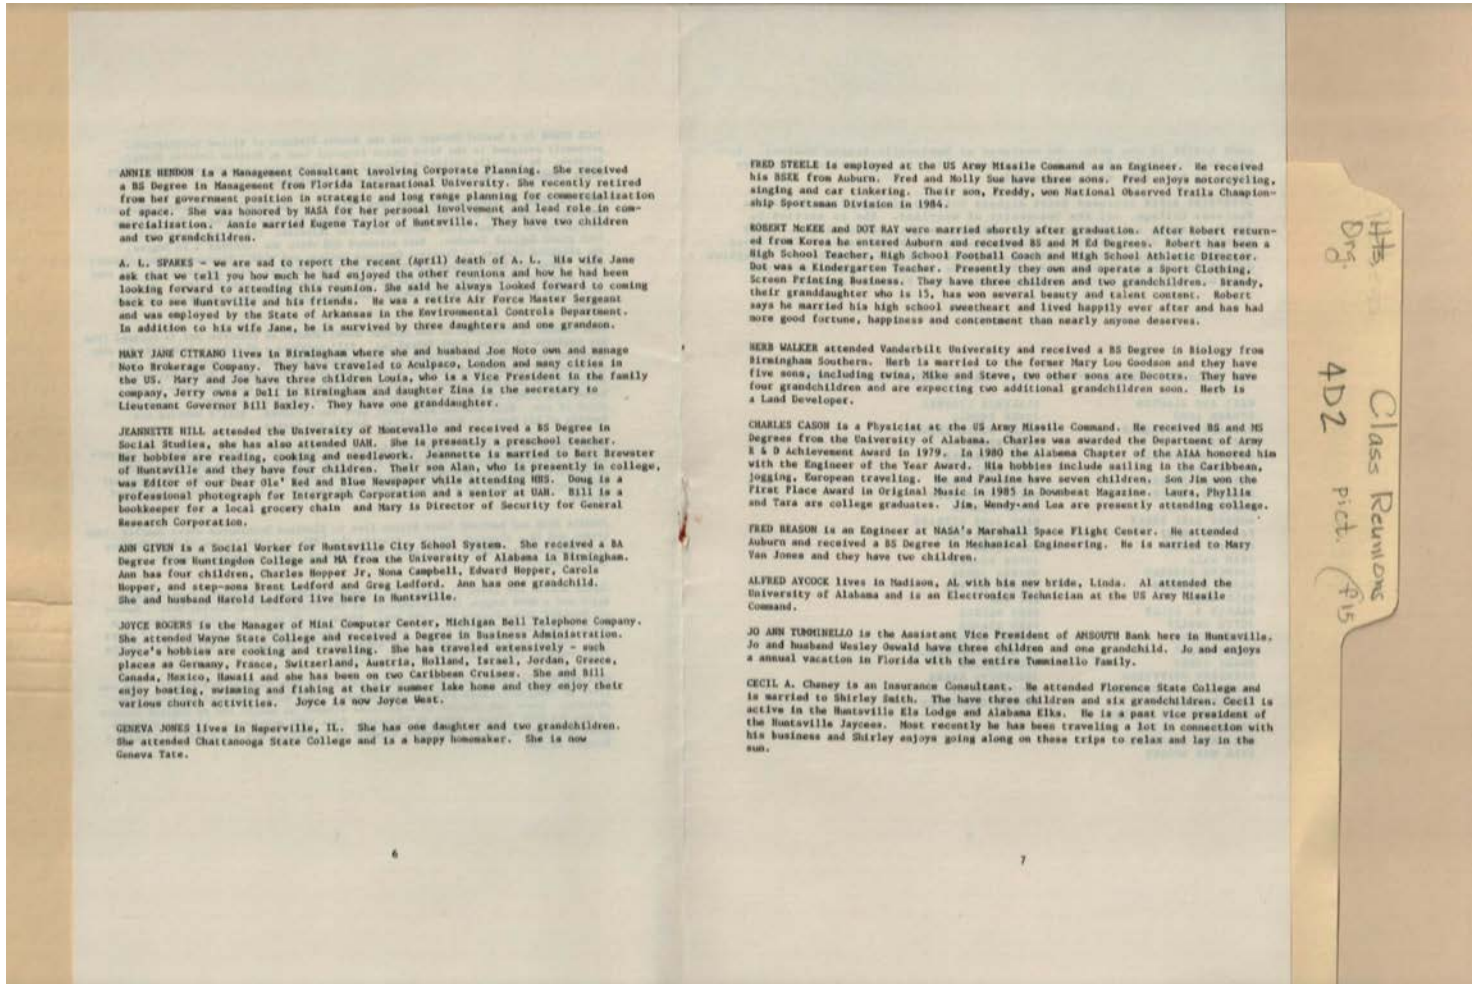 ANNIE HENDON is a Management Consultant involving Corporate Planning. She received
a BS Degree in Management from Florida International University. She recently retired
from her government position in strategic and long range planning for commercialization
of space. She was honored by NASA for her personal involvement and lead role in com-
mercialization. Annie married Eugene Taylor of Huntsville. They have two children
and two grandchildren.
A. L. SPARKS - we are sad to report the recent (April) death of A. L. His wife Jane
ask that we tell you how much he had enjoyed the other reunions and how he had been
looking forward to attending this reunion. She said he always looked forward to coming
back to see Huntsville and his friends. He was a retire Air Force Master Sergeant
and was employed by the State of Arkansas in the Environmental Controls Department.
In addition to his wife Jane, he is survived by three daughters and one grandson.
MARY JANE CITRANO lives in Birmingham where she and husband Joe Noto own and manage
Noto Brokerage Company. They have traveled to Aculpaco, London and many cities in
the US. Mary and Joe have three children Louis, who is a Vice President in the family
company, Jerry owns a Deli in Birmingham and daughter Zina is the secretary to
Lieutenant Governor Bill Baxley. They have one granddaughter.
JEANNETTE HILL attended the University of Montevallo and received a BS Degree in
Social Studies, she has also attended UAH. She is presently a preschool teacher.
Her hobbies are reading, cooking and needlework. Jeannette is married to Bert Brewster
of Huntsville and they have four children. Their son Alan, who is presently in college,
was Editor of our Dear Ole' Red and Blue Newspaper while attending HHS. Doug is a
professional photograph for Intergraph Corporation and a senior at UAH. Bill is a
bookkeeper for a local grocery chain and Mary is Director of Security for General
Research Corporation.
ANN GIVEN is a Social Worker for Huntsville City School System. She received a BA
Degree from Huntingdon College and MA from the University of Alabama in Birmingham.
Ann has four children, Charles Hopper Jr, Nona Campbell, Edward Hopper, Carole
Hopper, and step-sons Brent Ledford and Greg Ledford. Ann has one grandchild.
She and husband Harold Ledford live here in Huntsville.
JOYCE ROGERS is the Manager of Mini Computer Center, Michigan Bell Telephone Company.
She attended Wayne State College and received a Degree in Business Administration.
Joyce's hobbies are cooking and traveling. She has traveled extensively - such
places as Germany, France, Switzerland, Austria, Holland, Israel, Jordan, Greece,
Canada, Mexico, Hawaii and she has been on two Caribbean Cruises. She and Bill
enjoy boating, swimming and fishing at their summer lake home and they enjoy their
various church activities. Joyce is now Joyce West.
GENEVA JONES lives in Naperville, IL. She has one daughter and two grandchildren.
She attended Chattanooga State College and is a happy homemaker. She is now
Geneva Tate.
6
FRED STEELE is employed at the US Army Missile Command as an Engineer. He received
his BSEE from Auburn. Fred and Molly Sue have three sons. Fred enjoys motorcycling,
singing and car tinkering. Their son, Freddy, won National Observed Trails Champion-
ship Sportsman Division in 1984.
ROBERT McKEE and DOT RAY were married shortly after graduation. After Robert return-
ed from Korea he entered Auburn and received BS and M Ed Degrees. Robert has been a
High School Teacher, High School Football Coach and High School Athletic Director.
Dot was a Kindergarten Teacher. Presently they own and operate a Sport Clothing,
Screen Printing Business. They have three children and two grandchildren. Brandy,
their granddaughter who is 15, has won several beauty and talent content. Robert
says he married his high school sweetheart and lived happily ever after and has had
more good fortune, happiness and contentment than nearly anyone deserves.
HERB WALKER attended Vanderbilt University and received a BS Degree in Biology from
Birmingham Southern. Herb is married to the former Mary Lou Goodson and they have
five sons, including twins, Mike and Steve, two other sons are Decotrs. They have
four grandchildren and are expecting two additional grandchildren soon. Herb is
a Land Developer.
CHARLES CASON is a Physicist at the US Army Missile Command. He received BS and MS
Degrees from the University of Alabama. Charles was awarded the Department of Army
R & D Achievement Award in 1979. In 1980 the Alabama Chapter of the AIAA honored him
with the Engineer of the Year Award. His hobbies include sailing in the Caribbean,
jogging, European traveling. He and Pauline have seven children. Son Jim won the
First Place Award in Original Music in 1985 in Downbeat Magazine. Laura, Phyllis
and Tara are college graduates. Jim, Wendy and Lea are presently attending college.
FRED BEASON is an Engineer at NASA's Marshall Space Flight Center. He attended
Auburn and received a BS Degree in Mechanical Engineering. He is married to Mary
Van Jones and they have two children.
ALFRED AYCOCK lives in Madison, AL with his new bride, Linda. Al attended the
University of Alabama and is an Electronics Technician at the US Army Missile
Command.
JO ANN TUMMINELLO is the Assistant Vice President of AMSOUTH Bank here in Huntsville.
Jo and husband Wesley Oswald have three children and one grandchild. Jo and enjoys
a annual vacation in Florida with the entire Tumminello Family.
CECIL A. Chaney is an Insurance Consultant. He attended Florence State College and
is married to Shirley Smith. The have three children and six grandchildren. Cecil is
active in the Huntsville Ela Lodge and Alabama Elks. He is a past vice president of
the Huntsville Jaycees. Most recently he has been traveling a lot in connection with
his business and Shirley enjoys going along on these trips to relax and lay in the
sun.
7
Hts.
Org.
Class Reunions
4D2 pict. f15